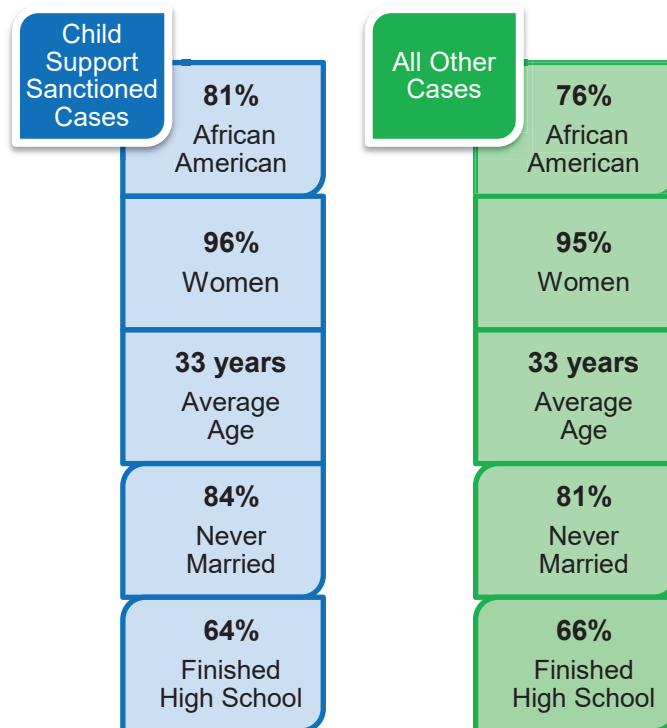 Child
Support
Sanctioned
Cases
81%
African
American
96%
Women
33 years
Average
Age
84%
Never
Married
64%
Finished
High School
All Other
Cases
76%
African
American
95%
Women
33 years
Average
Age
81%
Never
Married
66%
Finished
High School